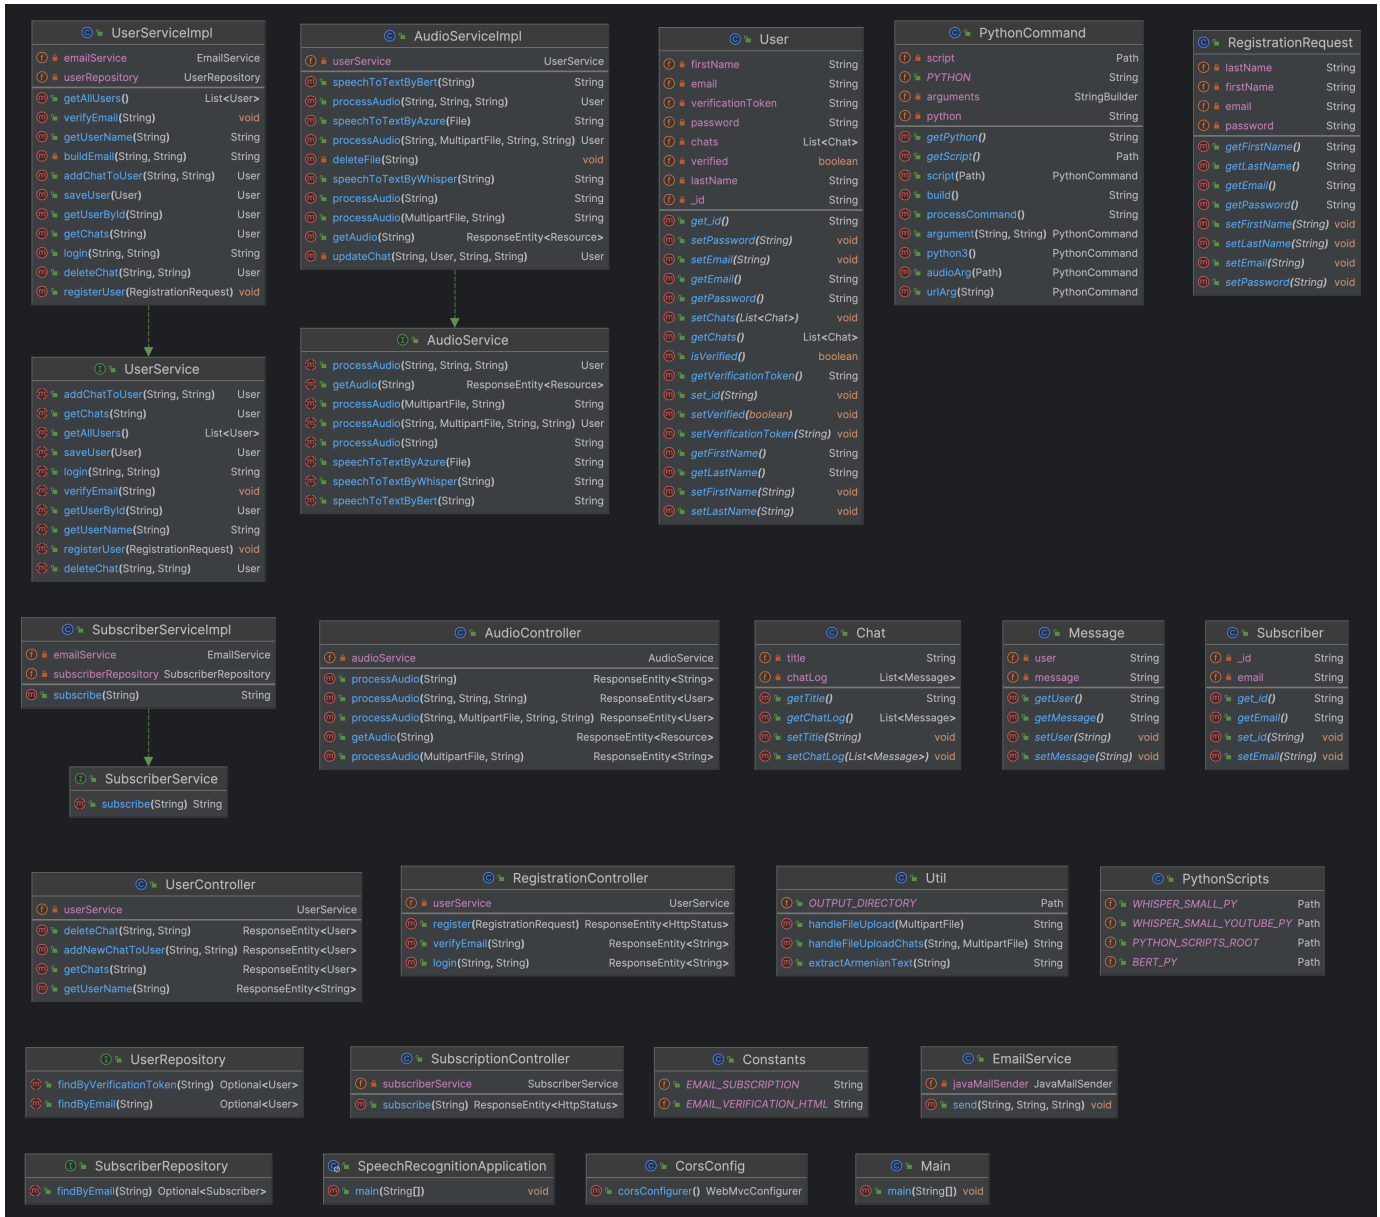 UserServiceImpl
emailService EmailService
userRepository UserRepository
getAllUsers() List<User>
verifyEmail(String) void
getUserName(String) String
buildEmail(String, String) String
addChatToUser(String, String) User
saveUser(User) User
getUserById(String) User
getChats(String) User
login(String, String) String
deleteChat(String, String) User
registerUser(RegistrationRequest) void
AudioServiceImpl
userService UserService
speechToTextByBert(String) String
processAudio(String, String, String) User
speechToTextByAzure(File) String
processAudio(String, MultipartFile, String, String) User
deleteFile(String) void
speechToTextByWhisper(String) String
processAudio(String) String
processAudio(MultipartFile, String) String
getAudio(String) ResponseEntity<Resource>
updateChat(String, User, String, String) User
User
firstName String
email String
verificationToken String
password String
chats List<Chat>
verified boolean
lastName String
_id String
get_id() String
setPassword(String) void
setEmail(String) void
getEmail() String
getPassword() String
setChats(List<Chat>) void
getChats() List<Chat>
isVerified() boolean
getVerificationToken() String
set_id(String) void
setVerified(boolean) void
setVerificationToken(String) void
getFirstName() String
getLastName() String
setFirstName(String) void
setLastName(String) void
PythonCommand
script Path
PYTHON String
arguments StringBuilder
python String
getPython() String
getScript() Path
script(Path) PythonCommand
build() String
processCommand() String
argument(String, String) PythonCommand
python3() PythonCommand
audioArg(Path) PythonCommand
urlArg(String) PythonCommand
RegistrationRequest
lastName String
firstName String
email String
password String
getFirstName() String
getLastName() String
getEmail() String
getPassword() String
setFirstName(String) void
setLastName(String) void
setEmail(String) void
setPassword(String) void
UserService
addChatToUser(String, String) User
getChats(String) User
getAllUsers() List<User>
saveUser(User) User
login(String, String) String
verifyEmail(String) void
getUserById(String) User
getUserName(String) String
registerUser(RegistrationRequest) void
deleteChat(String, String) User
AudioService
processAudio(String, String, String) User
getAudio(String) ResponseEntity<Resource>
processAudio(MultipartFile, String) String
processAudio(String, MultipartFile, String, String) User
processAudio(String) String
speechToTextByAzure(File) String
speechToTextByWhisper(String) String
speechToTextByBert(String) String
SubscriberServiceImpl
emailService EmailService
subscriberRepository SubscriberRepository
subscribe(String) String
SubscriberService
subscribe(String) String
AudioController
audioService AudioService
processAudio(String) ResponseEntity<String>
processAudio(String, String, String) ResponseEntity<User>
processAudio(String, MultipartFile, String, String) ResponseEntity<User>
getAudio(String) ResponseEntity<Resource>
processAudio(MultipartFile, String) ResponseEntity<String>
Chat
title String
chatLog List<Message>
getTitle() String
getChatLog() List<Message>
setTitle(String) void
setChatLog(List<Message>) void
Message
user String
message String
getUser() String
getMessage() String
setUser(String) void
setMessage(String) void
Subscriber
_id String
email String
get_id() String
getEmail() String
set_id(String) void
setEmail(String) void
UserController
userService UserService
deleteChat(String, String) ResponseEntity<User>
addNewChatToUser(String, String) ResponseEntity<User>
getChats(String) ResponseEntity<User>
getUserName(String) ResponseEntity<String>
RegistrationController
userService UserService
register(RegistrationRequest) ResponseEntity<HttpStatus>
verifyEmail(String) ResponseEntity<String>
login(String, String) ResponseEntity<String>
Util
OUTPUT_DIRECTORY Path
handleFileUpload(MultipartFile) String
handleFileUploadChats(String, MultipartFile) String
extractArmenianText(String) String
PythonScripts
WHISPER_SMALL_PY Path
WHISPER_SMALL_YOUTUBE_PY Path
PYTHON_SCRIPTS_ROOT Path
BERT_PY Path
UserRepository
findByVerificationToken(String) Optional<User>
findByEmail(String) Optional<User>
SubscriptionController
subscriberService SubscriberService
subscribe(String) ResponseEntity<HttpStatus>
Constants
EMAIL_SUBSCRIPTION String
EMAIL_VERIFICATION_HTML String
EmailService
javaMailSender JavaMailSender
send(String, String, String) void
SubscriberRepository
findByEmail(String) Optional<Subscriber>
SpeechRecognitionApplication
main(String[]) void
CorsConfig
corsConfigurer() WebMvcConfigurer
Main
main(String[]) void